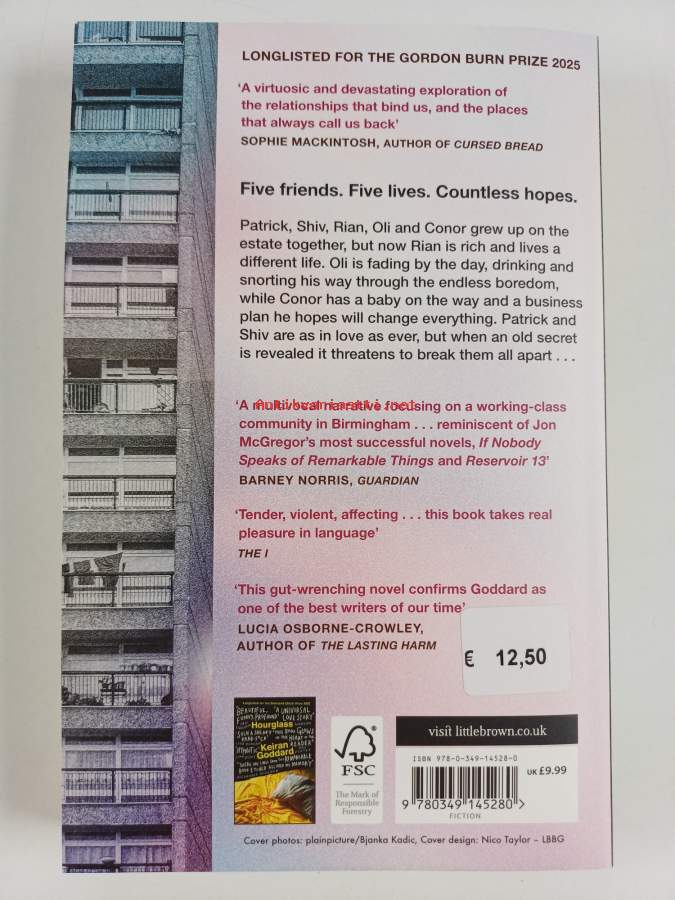 LONGLISTED FOR THE GORDON BURN PRIZE 2025
‘A virtuosic and devastating exploration of
the relationships that bind us, and the places
that always call us back’
SOPHIE MACKINTOSH, AUTHOR OF CURSED BREAD
Five friends. Five lives. Countless hopes.
Patrick, Shiv, Rian, Oli and Conor grew up on the
estate together, but now Rian is rich and lives a
different life. Oli is fading by the day, drinking and
snorting his way through the endless boredom,
while Conor has a baby on the way and a business
plan he hopes will change everything. Patrick and
Shiv are as in love as ever, but when an old secret
is revealed it threatens to break them all apart . . .
‘A multivocal narrative focusing on a working-class
community in Birmingham . . . reminiscent of Jon
McGregor’s most successful novels, If Nobody
Speaks of Remarkable Things and Reservoir 13’
BARNEY NORRIS, GUARDIAN
‘Tender, violent, affecting . . . this book takes real
pleasure in language’
THE I
‘This gut-wrenching novel confirms Goddard as
one of the best writers of our time’
LUCIA OSBORNE-CROWLEY,
AUTHOR OF THE LASTING HARM
€ 12,50
Hourglass
Keiran
Goddard
FSC
The Mark of
Responsible
Forestry
visit littlebrown.co.uk
ISBN 978-0-349-14528-0
UK £9.99
9 780349 145280 >
FICTION
Cover photos: plainpicture/Bjanka Kadic, Cover design: Nico Taylor – LBBG